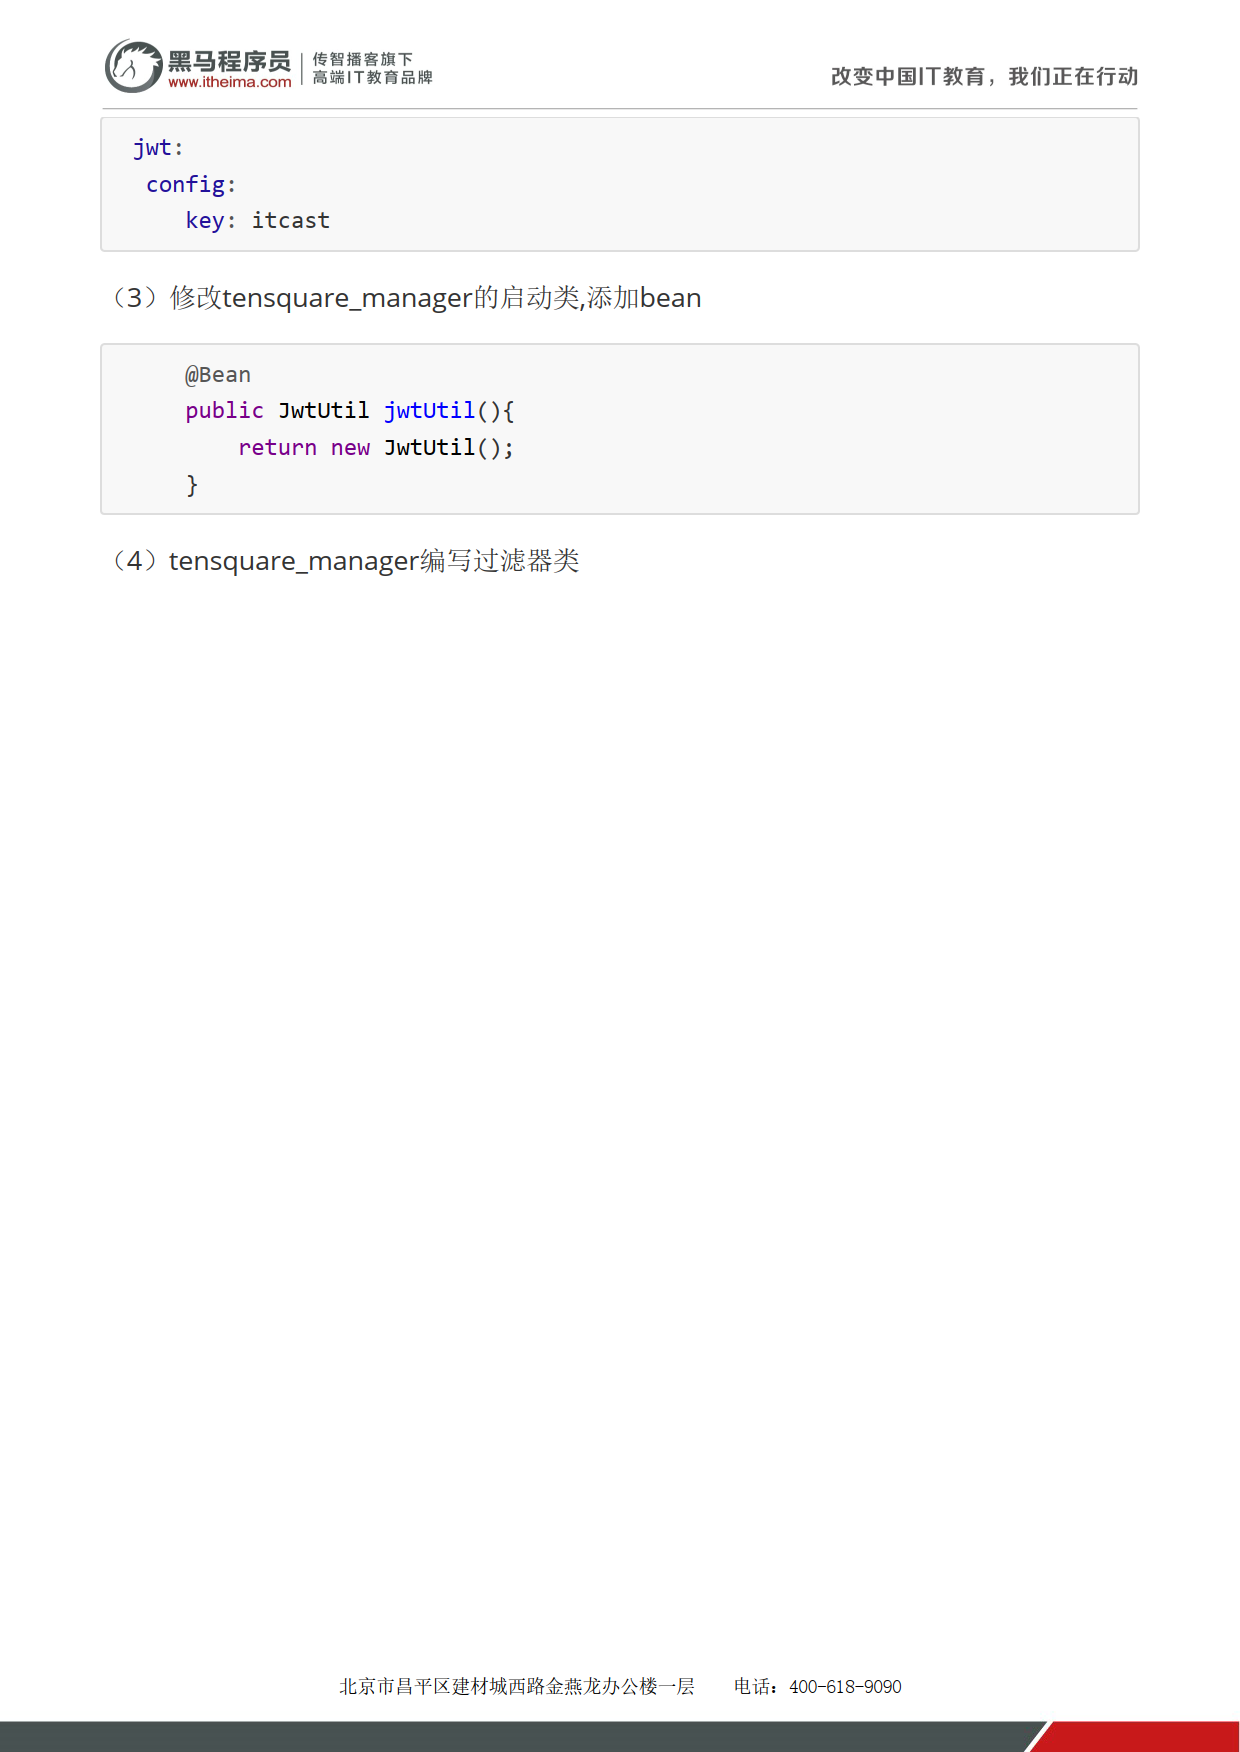 黑马程序员
www.itheima.com
传智播客旗下
高端IT教育品牌
改变中国IT教育，我们正在行动
jwt:
 config:
    key: itcast
（3）修改tensquare_manager的启动类,添加bean
    @Bean
    public JwtUtil jwtUtil(){
        return new JwtUtil();
    }
（4）tensquare_manager编写过滤器类
北京市昌平区建材城西路金燕龙办公楼一层 电话：400-618-9090